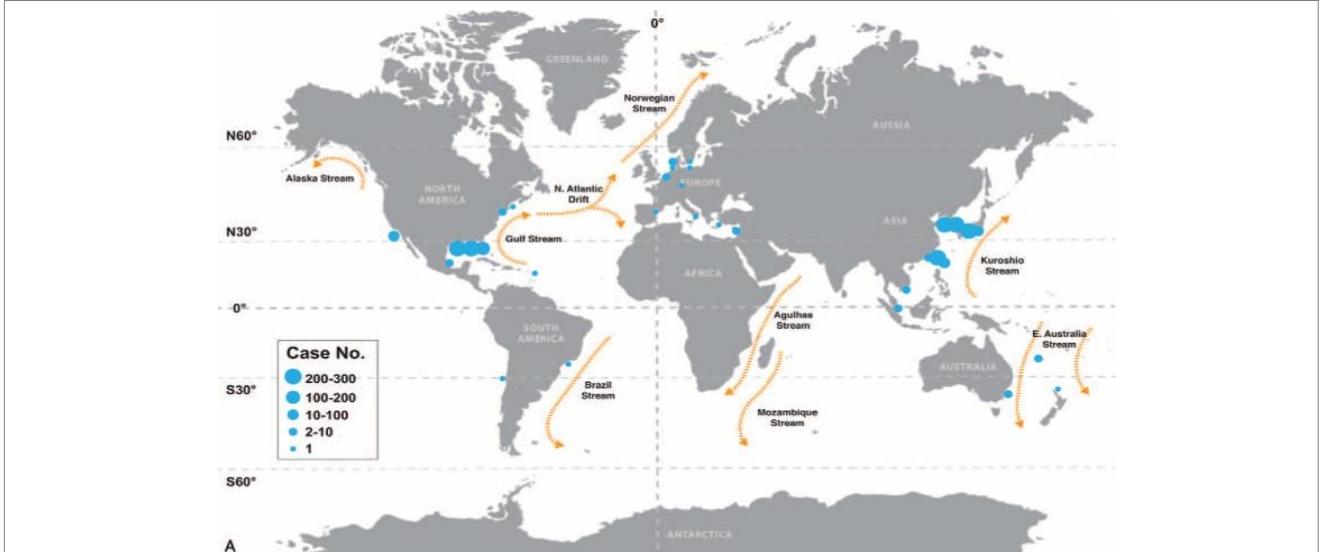 0°
GREENLAND
Norwegian
Stream
RUSSIA
N60°
Alaska Stream
NORTH
AMERICA
N. Atlantic
Drift
EUROPE
ASIA
N30°
Gulf Stream
AFRICA
Kuroshio
Stream
0°
SOUTH
AMERICA
Agulhas
Stream
E. Australia
Stream
Case No.
200-300
100-200
10-100
2-10
1
AUSTRALIA
S30°
Brazil
Stream
Mozambique
Stream
S60°
ANTARCTICA
A